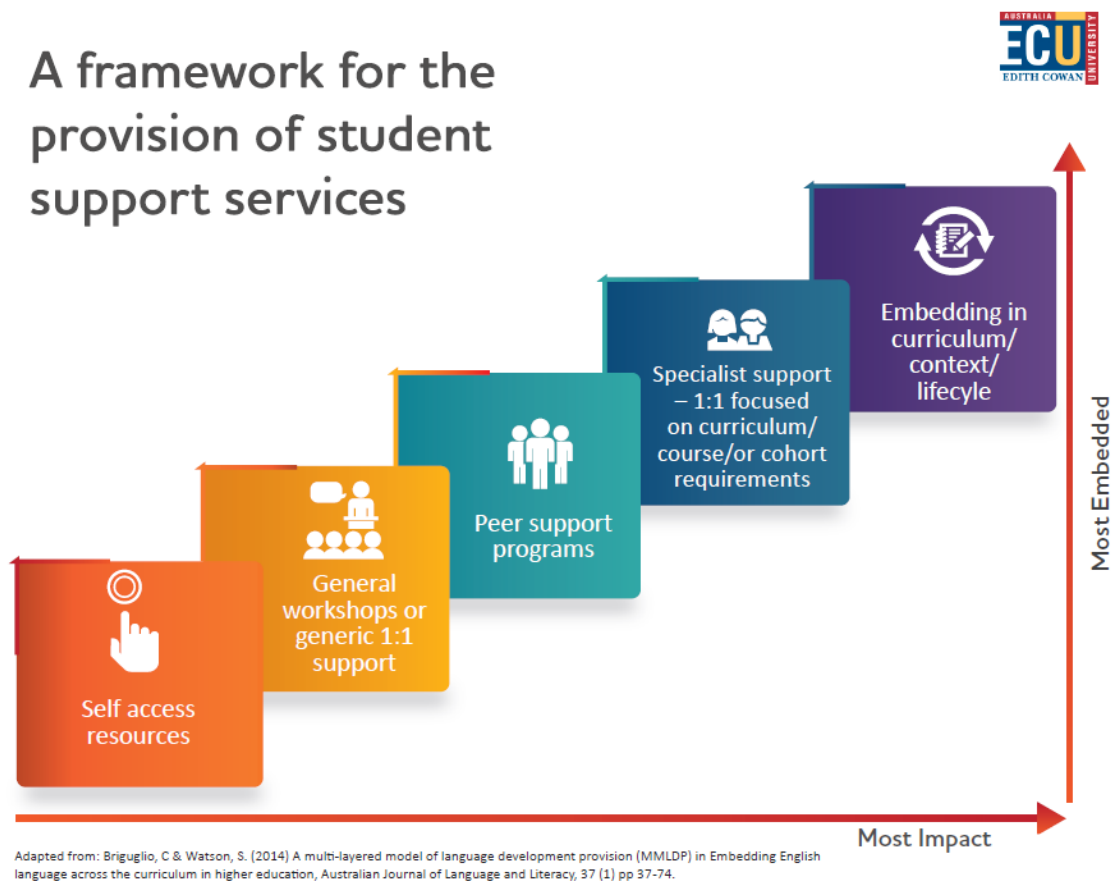 A framework for the
provision of student
support services
AUSTRALIA
ECU
EDITH COWAN
UNIVERSITY
Self access
resources
General
workshops or
generic 1:1
support
Peer support
programs
Specialist support
– 1:1 focused
on curriculum/
course/or cohort
requirements
Embedding in
curriculum/
context/
lifecyle
Most Embedded
Most Impact
Adapted from: Briguglio, C & Watson, S. (2014) A multi-layered model of language development provision (MMLDP) in Embedding English
language across the curriculum in higher education, Australian Journal of Language and Literacy, 37 (1) pp 37-74.